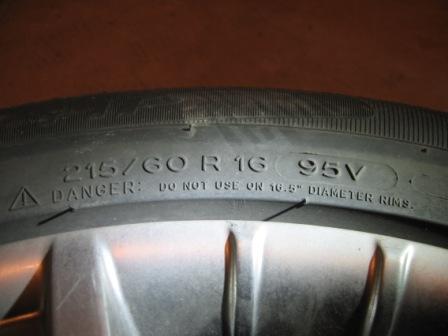 215/60 R 16 95V
⚠ DANGER: DO NOT USE ON 16.5" DIAMETER RIMS.